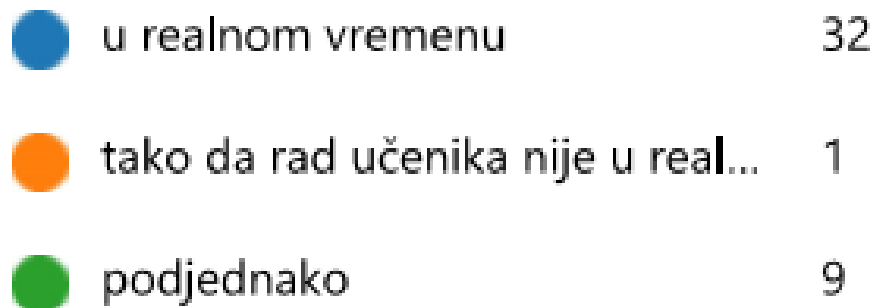 u realnom vremenu 32
tako da rad učenika nije u real... 1
podjednako 9